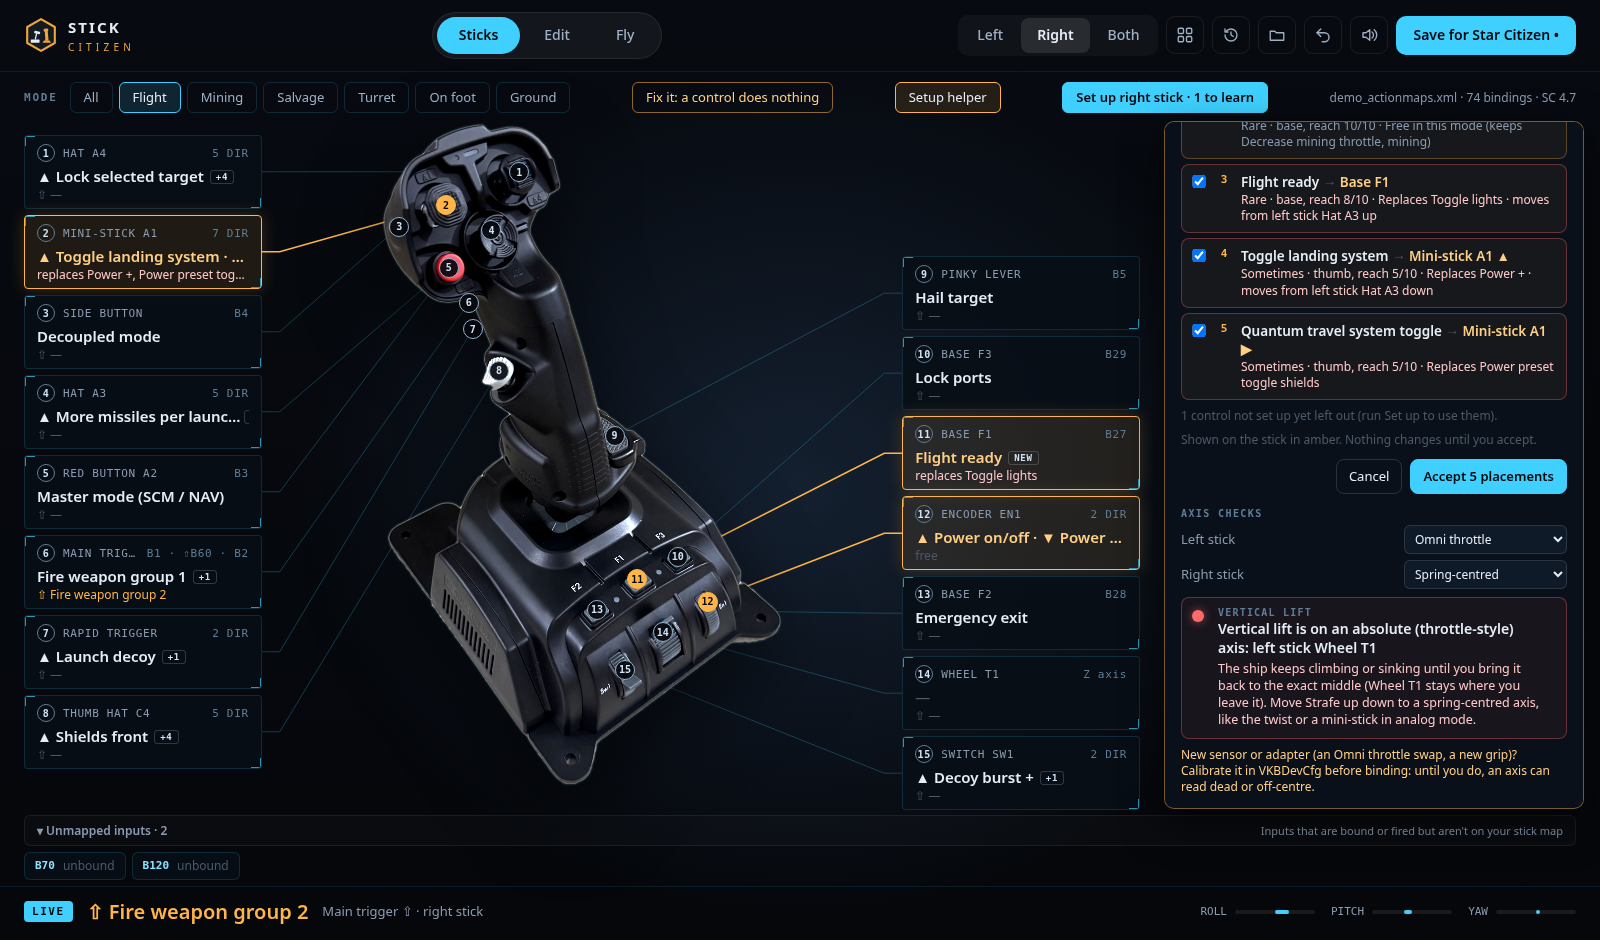 STICK
CITIZEN
Sticks
Edit
Fly
Left
Right
Both
Save for Star Citizen •
MODE
All
Flight
Mining
Salvage
Turret
On foot
Ground
Fix it: a control does nothing
Setup helper
Set up right stick · 1 to learn
demo_actionmaps.xml · 74 bindings · SC 4.7
1 HAT A4 5 DIR
▲ Lock selected target +4
⇧ —
2 MINI-STICK A1 7 DIR
▲ Toggle landing system · ...
replaces Power +, Power preset tog...
3 SIDE BUTTON B4
Decoupled mode
⇧ —
4 HAT A3 5 DIR
▲ More missiles per launc...
⇧ —
5 RED BUTTON A2 B3
Master mode (SCM / NAV)
⇧ —
6 MAIN TRIG... B1 · ⇧B60 · B2
Fire weapon group 1 +1
⇧ Fire weapon group 2
7 RAPID TRIGGER 2 DIR
▲ Launch decoy +1
⇧ —
8 THUMB HAT C4 5 DIR
▲ Shields front +4
⇧ —
1
2
3
4
5
6
7
8
9
F3
F1
F2
10
11
12
13
14
15
9 PINKY LEVER B5
Hail target
⇧ —
10 BASE F3 B29
Lock ports
⇧ —
11 BASE F1 B27
Flight ready NEW
replaces Toggle lights
12 ENCODER EN1 2 DIR
▲ Power on/off · ▼ Power ...
free
13 BASE F2 B28
Emergency exit
⇧ —
14 WHEEL T1 Z axis
—
⇧ —
15 SWITCH SW1 2 DIR
▲ Decoy burst + +1
⇧ —
Rare · base, reach 10/10 · Free in this mode (keeps
Decrease mining throttle, mining)
3 Flight ready → Base F1
Rare · base, reach 8/10 · Replaces Toggle lights · moves
from left stick Hat A3 up
4 Toggle landing system → Mini-stick A1 ▲
Sometimes · thumb, reach 5/10 · Replaces Power + ·
moves from left stick Hat A3 down
5 Quantum travel system toggle → Mini-stick A1
▶
Sometimes · thumb, reach 5/10 · Replaces Power preset
toggle shields
1 control not set up yet left out (run Set up to use them).
Shown on the stick in amber. Nothing changes until you accept.
Cancel
Accept 5 placements
AXIS CHECKS
Left stick Omni throttle
Right stick Spring-centred
VERTICAL LIFT
Vertical lift is on an absolute (throttle-style)
axis: left stick Wheel T1
The ship keeps climbing or sinking until you bring it
back to the exact middle (Wheel T1 stays where you
leave it). Move Strafe up down to a spring-centred axis,
like the twist or a mini-stick in analog mode.
New sensor or adapter (an Omni throttle swap, a new grip)?
Calibrate it in VKBDevCfg before binding: until you do, an axis can
read dead or off-centre.
▾ Unmapped inputs · 2
Inputs that are bound or fired but aren't on your stick map
B70 unbound
B120 unbound
LIVE
⇧ Fire weapon group 2
Main trigger ⇧ · right stick
ROLL
PITCH
YAW